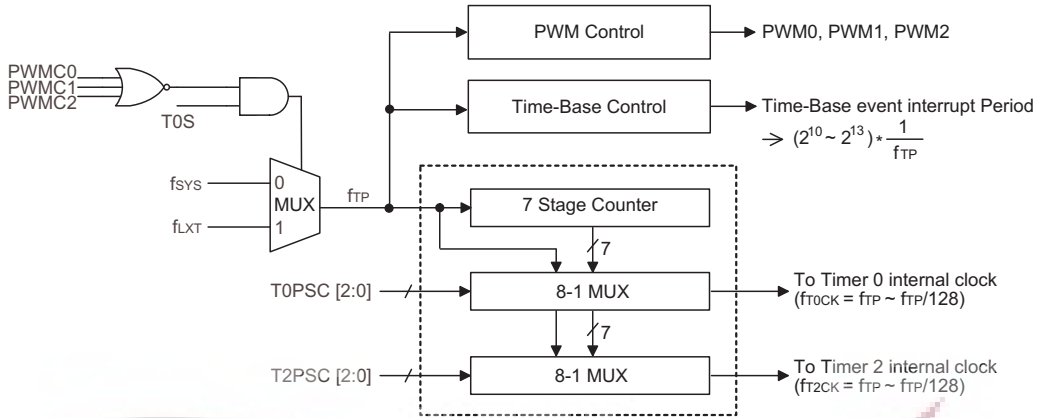 PWM Control
PWM0, PWM1, PWM2
PWMC0
PWMC1
PWMC2
T0S
Time-Base Control
Time-Base event interrupt Period
→ (2^10 ~ 2^13) * 1/fTP
fSYS
0
MUX
fLXT
1
fTP
7 Stage Counter
7
T0PSC [2:0]
8-1 MUX
To Timer 0 internal clock
(fT0CK = fTP ~ fTP/128)
7
T2PSC [2:0]
8-1 MUX
To Timer 2 internal clock
(fT2CK = fTP ~ fTP/128)